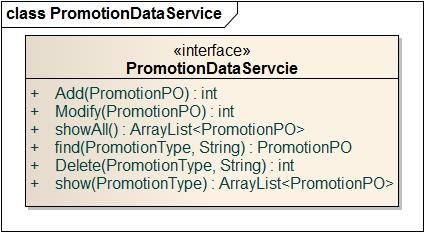 class PromotionDataService
«interface»
PromotionDataServcie
+ Add(PromotionPO) : int
+ Modify(PromotionPO) : int
+ showAll() : ArrayList<PromotionPO>
+ find(PromotionType, String) : PromotionPO
+ Delete(PromotionType, String) : int
+ show(PromotionType) : ArrayList<PromotionPO>